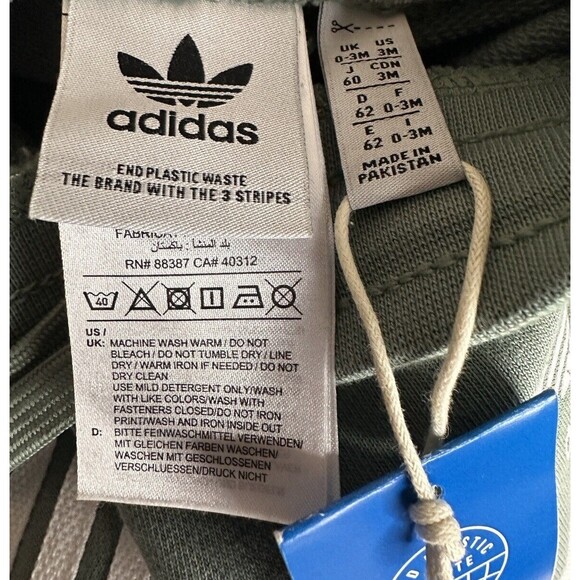 adidas
END PLASTIC WASTE
THE BRAND WITH THE 3 STRIPES
UK US
0-3M 3M
J CDN
60 3M
D F
62 0-3M
E I
62 0-3M
MADE IN
PAKISTAN
بلد المنشأ: باكستان
RN# 88387 CA# 40312
40
US /
UK: MACHINE WASH WARM / DO NOT
BLEACH / DO NOT TUMBLE DRY / LINE
DRY / WARM IRON IF NEEDED / DO NOT
DRY CLEAN
USE MILD DETERGENT ONLY/WASH
WITH LIKE COLORS/WASH WITH
FASTENERS CLOSED/DO NOT IRON
PRINT/WASH AND IRON INSIDE OUT
D: BITTE FEINWASCHMITTEL VERWENDEN/
MIT GLEICHEN FARBEN WASCHEN/
WASCHEN MIT GESCHLOSSENEN
VERSCHLUESSEN/DRUCK NICHT